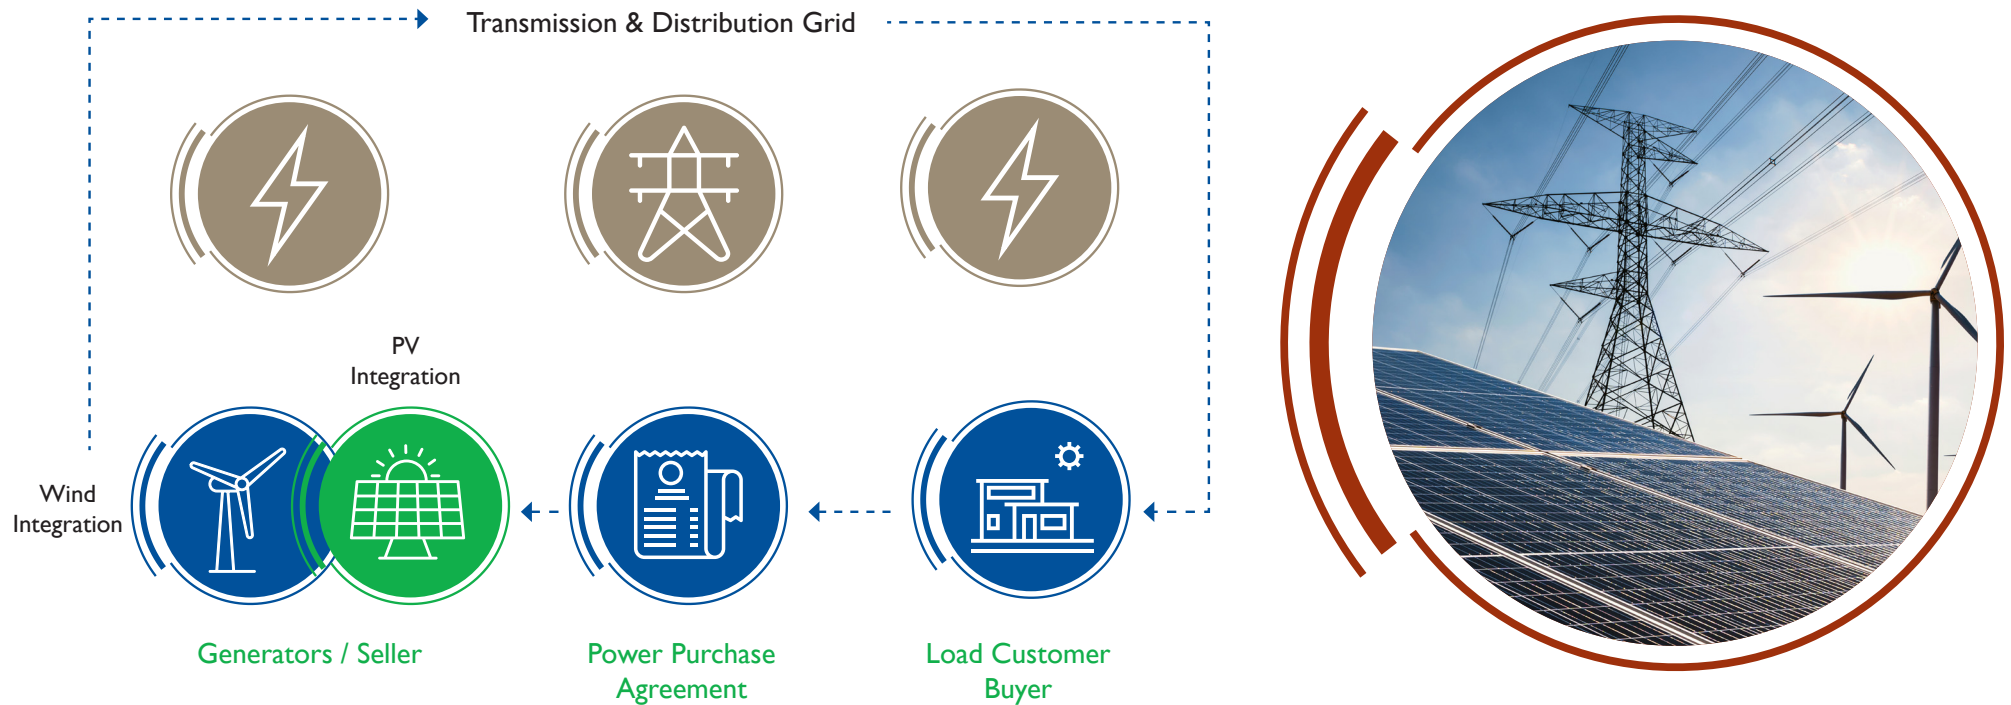 Transmission & Distribution Grid
PV
Integration
Wind
Integration
Generators / Seller
Power Purchase
Agreement
Load Customer
Buyer